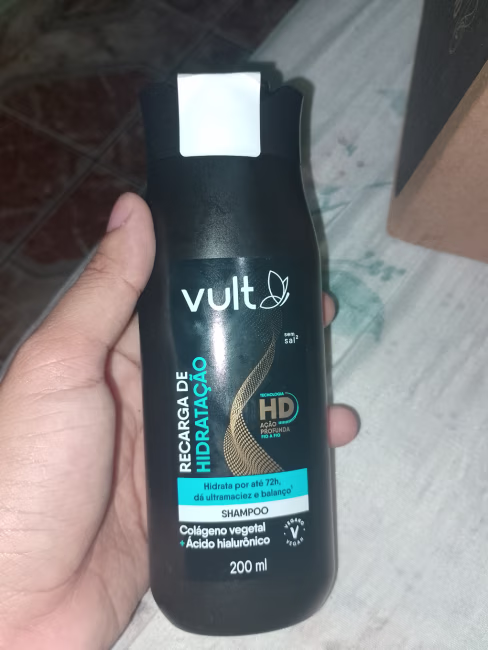 vult
sem
sal²
RECARGA DE
HIDRATAÇÃO
TECNOLOGIA
HD
AÇÃO
PROFUNDA
FIO A FIO
Hidrata por até 72h,
dá ultramaciez e balanço
SHAMPOO
Colágeno vegetal
+Ácido hialurônico
VEGANO
V
VEGAN
200 ml